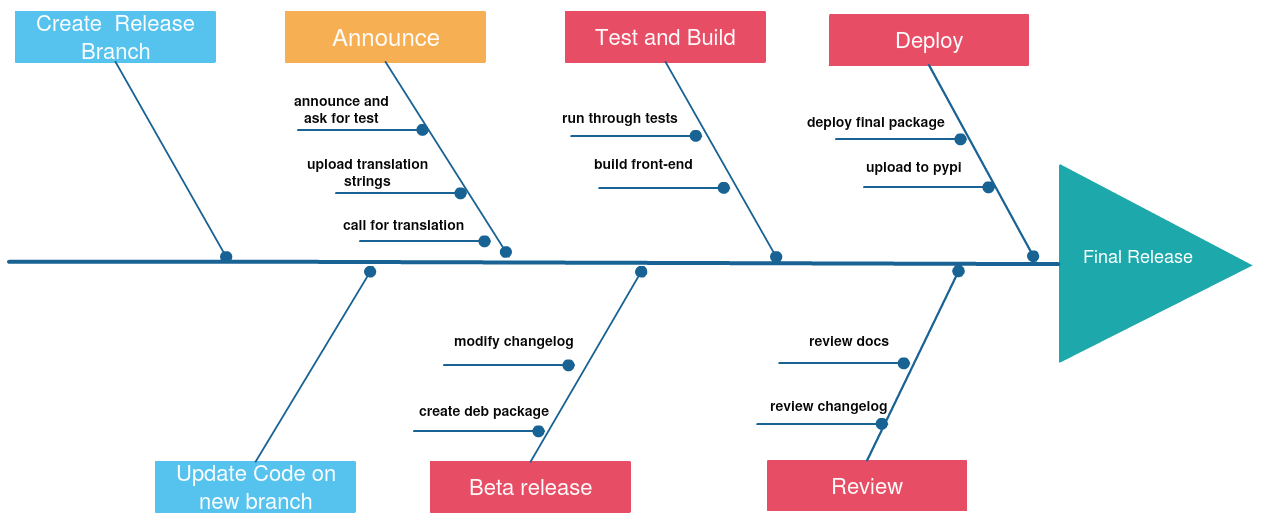 Create Release
Branch
Announce
Test and Build
Deploy
announce and
ask for test
upload translation
strings
call for translation
run through tests
build front-end
deploy final package
upload to pypi
Final Release
modify changelog
create deb package
review docs
review changelog
Update Code on
new branch
Beta release
Review